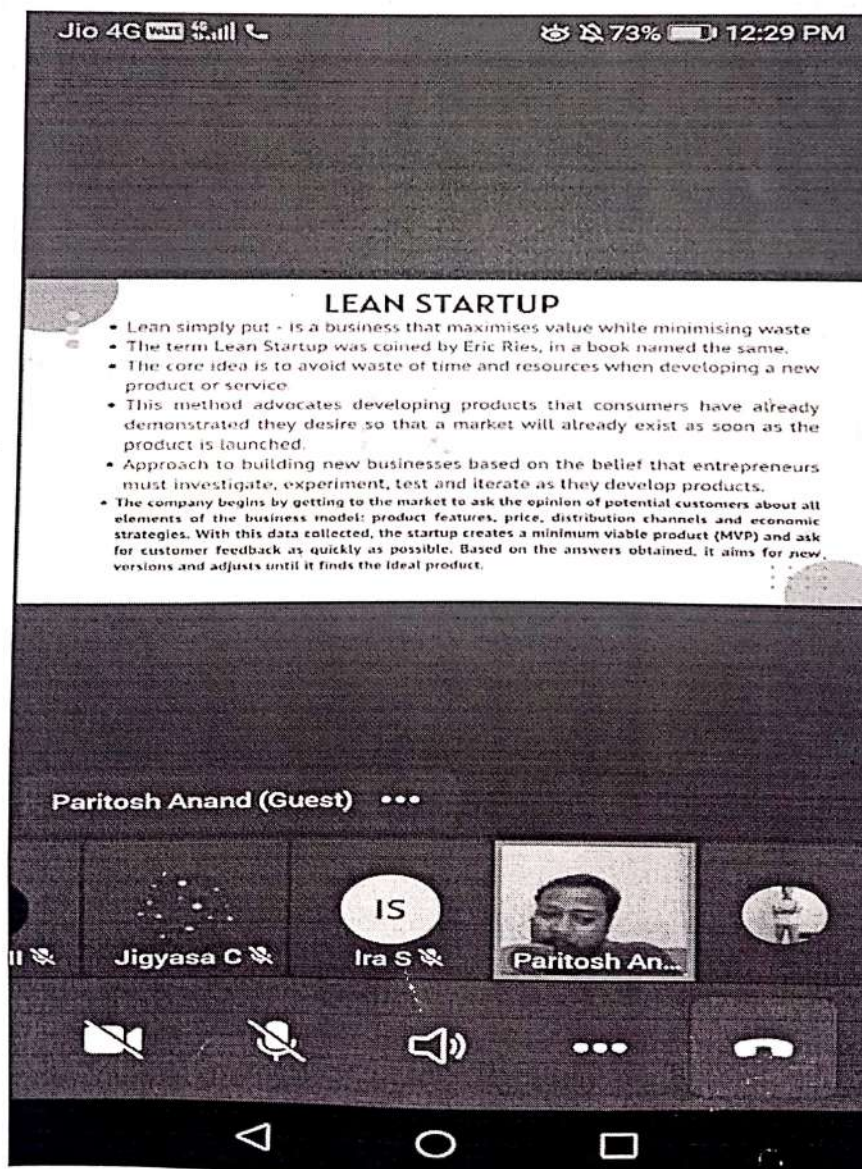 Jio 4G VoLTE 4G 73% 12:29 PM
LEAN STARTUP
• Lean simply put - is a business that maximises value while minimising waste
• The term Lean Startup was coined by Eric Ries, in a book named the same.
• The core idea is to avoid waste of time and resources when developing a new
product or service.
• This method advocates developing products that consumers have already
demonstrated they desire so that a market will already exist as soon as the
product is launched.
• Approach to building new businesses based on the belief that entrepreneurs
must investigate, experiment, test and iterate as they develop products.
• The company begins by getting to the market to ask the opinion of potential customers about all
elements of the business model: product features, price, distribution channels and economic
strategies. With this data collected, the startup creates a minimum viable product (MVP) and ask
for customer feedback as quickly as possible. Based on the answers obtained, it aims for new
versions and adjusts until it finds the ideal product.
Paritosh Anand (Guest) •••
IS
Jigyasa C Ira S Paritosh An...